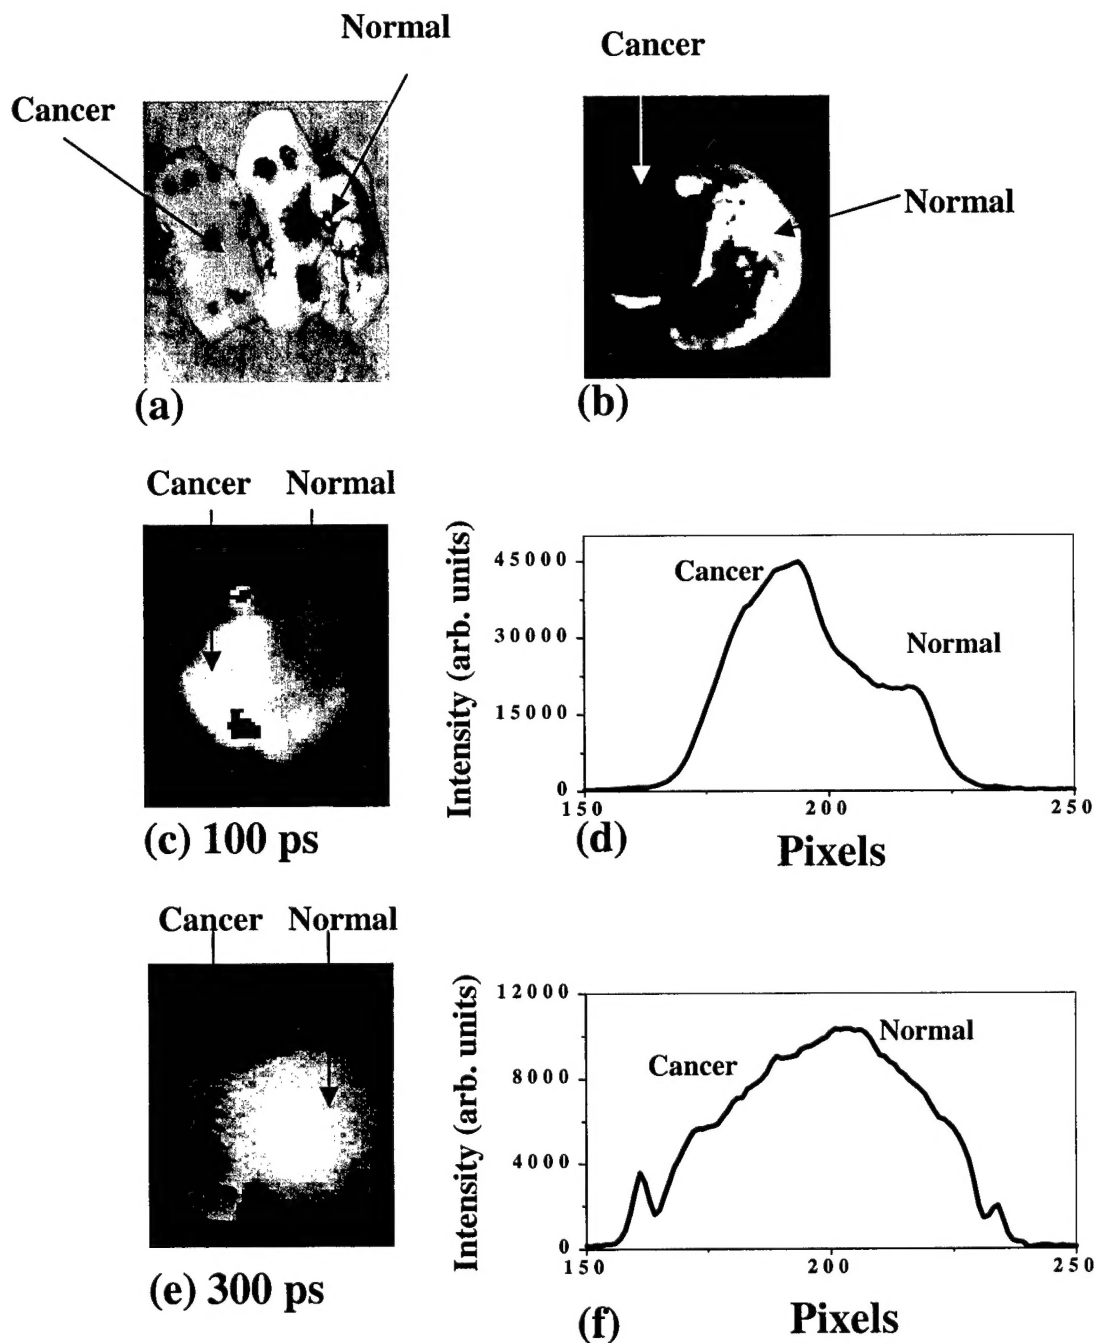 Normal
Cancer
Cancer
Normal
(a)
(b)
Cancer Normal
Intensity (arb. units)
45000
30000
15000
0
150
200
250
Cancer
Normal
(c) 100 ps
(d)
Pixels
Cancer Normal
Intensity (arb. units)
12000
8000
4000
0
150
200
250
Cancer
Normal
(e) 300 ps
(f)
Pixels